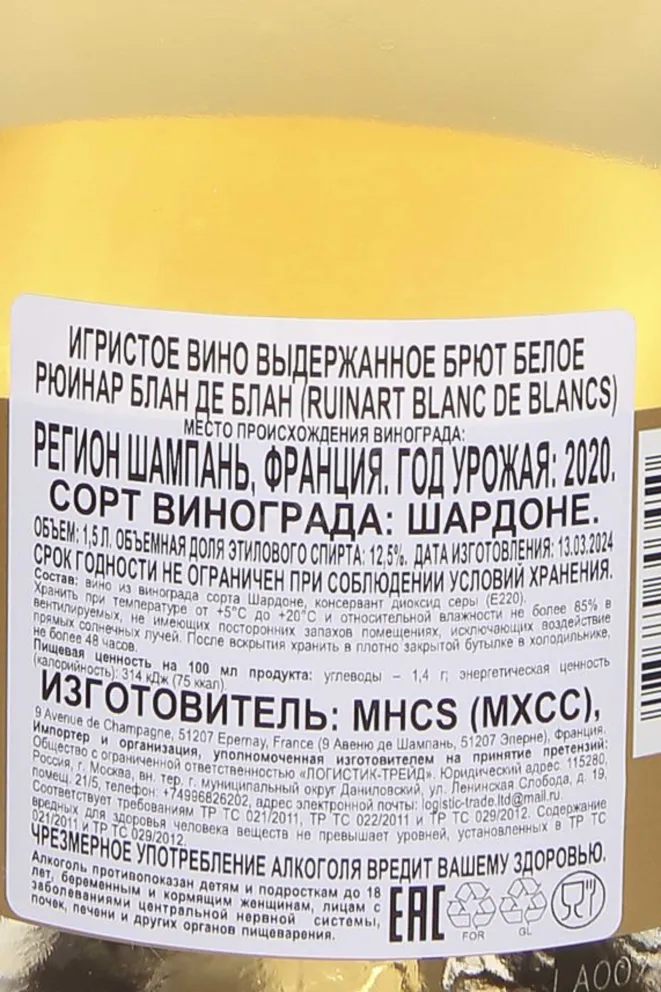 ИГРИСТОЕ ВИНО ВЫДЕРЖАННОЕ БРЮТ БЕЛОЕ
РЮИНАР БЛАН ДЕ БЛАН (RUINART BLANC DE BLANCS)
МЕСТО ПРОИСХОЖДЕНИЯ ВИНОГРАДА:
РЕГИОН ШАМПАНЬ, ФРАНЦИЯ. ГОД УРОЖАЯ: 2020.
СОРТ ВИНОГРАДА: ШАРДОНЕ.
ОБЪЕМ: 1,5 Л. ОБЪЕМНАЯ ДОЛЯ ЭТИЛОВОГО СПИРТА: 12,5%. ДАТА ИЗГОТОВЛЕНИЯ: 13.03.2024
СРОК ГОДНОСТИ НЕ ОГРАНИЧЕН ПРИ СОБЛЮДЕНИИ УСЛОВИЙ ХРАНЕНИЯ.
Состав: вино из винограда сорта Шардоне, консервант диоксид серы (Е220).
Хранить при температуре от +5°С до +20°С и относительной влажности не более 85% в
вентилируемых, не имеющих посторонних запахов помещениях, исключающих воздействие
прямых солнечных лучей. После вскрытия хранить в плотно закрытой бутылке в холодильнике,
не более 48 часов.
Пищевая ценность на 100 мл продукта: углеводы – 1,4 г; энергетическая ценность
(калорийность): 314 кДж (75 ккал).
ИЗГОТОВИТЕЛЬ: MHCS (МХСС),
9 Avenue de Champagne, 51207 Epernay, France (9 Авеню де Шампань, 51207 Эперне), Франция.
Импортер и организация, уполномоченная изготовителем на принятие претензий:
Общество с ограниченной ответственностью «ЛОГИСТИК-ТРЕЙД». Юридический адрес: 115280,
Россия, г. Москва, вн. тер. г. муниципальный округ Даниловский, ул. Ленинская Слобода, д. 19,
помещ. 21/5, телефон: +74996826202, адрес электронной почты: logistic-trade.ltd@mail.ru.
Соответствует требованиям ТР ТС 021/2011, ТР ТС 022/2011 и ТР ТС 029/2012. Содержание
вредных для здоровья человека веществ не превышает уровней, установленных в ТР ТС
021/2011 и ТР ТС 029/2012.
ЧРЕЗМЕРНОЕ УПОТРЕБЛЕНИЕ АЛКОГОЛЯ ВРЕДИТ ВАШЕМУ ЗДОРОВЬЮ.
Алкоголь противопоказан детям и подросткам до 18
лет, беременным и кормящим женщинам, лицам с
заболеваниями центральной нервной системы,
почек, печени и других органов пищеварения.
EAC
FOR
GL